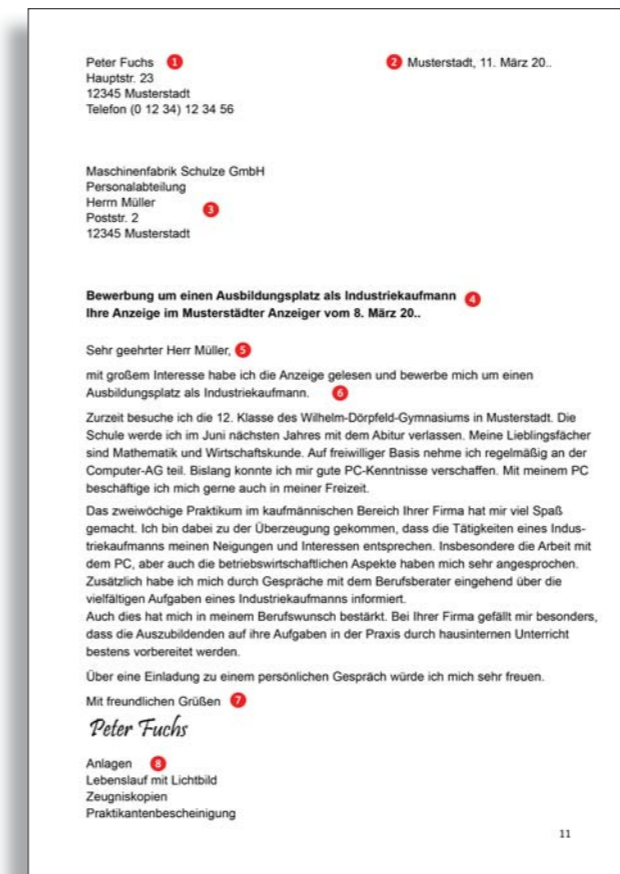 Peter Fuchs 1
2 Musterstadt, 11. März 20..
Hauptstr. 23
12345 Musterstadt
Telefon (0 12 34) 12 34 56
Maschinenfabrik Schulze GmbH
Personalabteilung
Herrn Müller
3
Poststr. 2
12345 Musterstadt
Bewerbung um einen Ausbildungsplatz als Industriekaufmann 4
Ihre Anzeige im Musterstädter Anzeiger vom 8. März 20..
Sehr geehrter Herr Müller, 5
mit großem Interesse habe ich die Anzeige gelesen und bewerbe mich um einen
Ausbildungsplatz als Industriekaufmann. 6
Zurzeit besuche ich die 12. Klasse des Wilhelm-Dörpfeld-Gymnasiums in Musterstadt. Die
Schule werde ich im Juni nächsten Jahres mit dem Abitur verlassen. Meine Lieblingsfächer
sind Mathematik und Wirtschaftskunde. Auf freiwilliger Basis nehme ich regelmäßig an der
Computer-AG teil. Bislang konnte ich mir gute PC-Kenntnisse verschaffen. Mit meinem PC
beschäftige ich mich gerne auch in meiner Freizeit.
Das zweiwöchige Praktikum im kaufmännischen Bereich Ihrer Firma hat mir viel Spaß
gemacht. Ich bin dabei zu der Überzeugung gekommen, dass die Tätigkeiten eines Indus-
triekaufmanns meinen Neigungen und Interessen entsprechen. Insbesondere die Arbeit mit
dem PC, aber auch die betriebswirtschaftlichen Aspekte haben mich sehr angesprochen.
Zusätzlich habe ich mich durch Gespräche mit dem Berufsberater eingehend über die
vielfältigen Aufgaben eines Industriekaufmanns informiert.
Auch dies hat mich in meinem Berufswunsch bestärkt. Bei Ihrer Firma gefällt mir besonders,
dass die Auszubildenden auf ihre Aufgaben in der Praxis durch hausinternen Unterricht
bestens vorbereitet werden.
Über eine Einladung zu einem persönlichen Gespräch würde ich mich sehr freuen.
Mit freundlichen Grüßen 7
Peter Fuchs
Anlagen 8
Lebenslauf mit Lichtbild
Zeugniskopien
Praktikantenbescheinigung
11